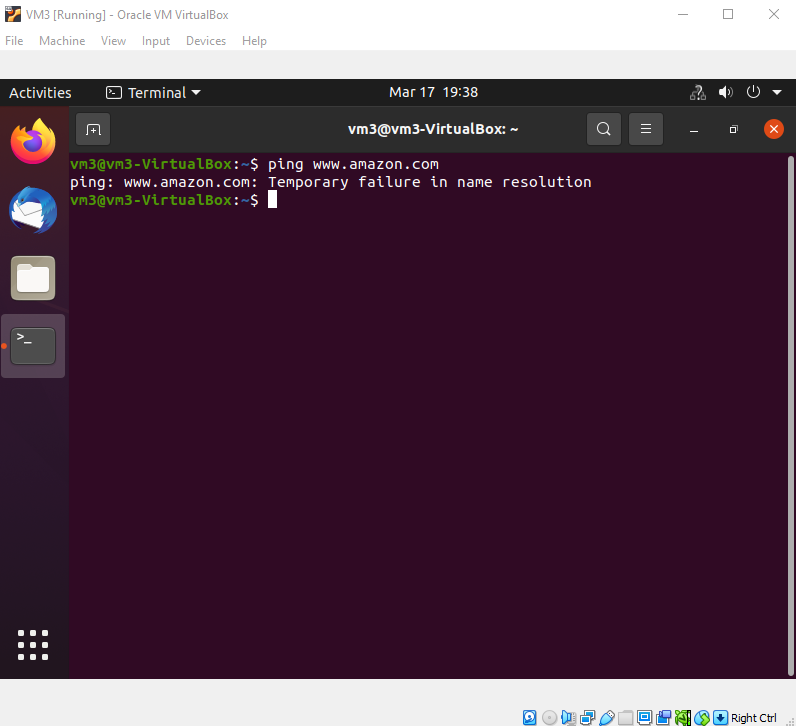 VM3 [Running] - Oracle VM VirtualBox
File Machine View Input Devices Help
Activities Terminal Mar 17 19:38
vm3@vm3-VirtualBox: ~
vm3@vm3-VirtualBox:~$ ping www.amazon.com
ping: www.amazon.com: Temporary failure in name resolution
vm3@vm3-VirtualBox:~$
>_
Right Ctrl